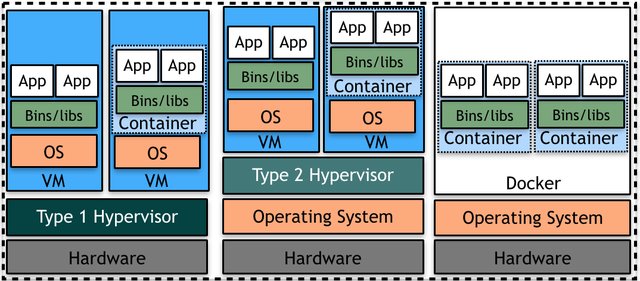 App App
Bins/libs
OS
VM
App App
Bins/libs
Container
OS
VM
Type 1 Hypervisor
Hardware
App App
Bins/libs
OS
VM
App App
Bins/libs
Container
OS
VM
Type 2 Hypervisor
Operating System
Hardware
App App
Bins/libs
Container
App App
Bins/libs
Container
Docker
Operating System
Hardware